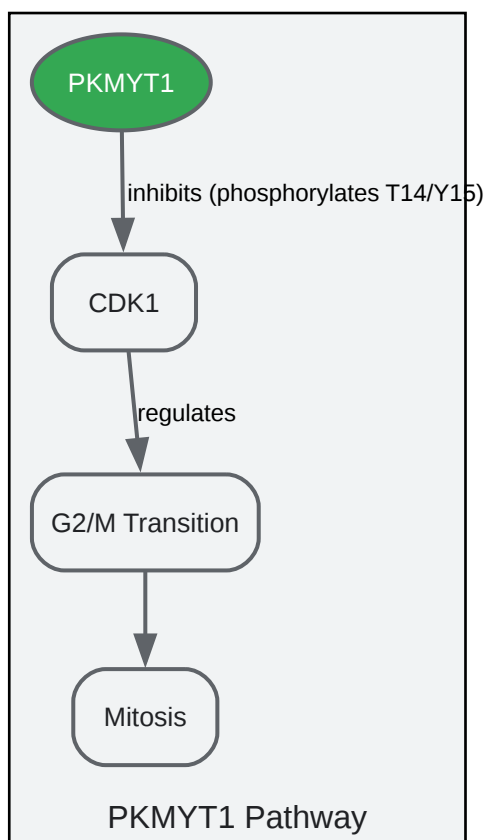 PKMYT1
inhibits (phosphorylates T14/Y15)
CDK1
regulates
G2/M Transition
Mitosis
PKMYT1 Pathway